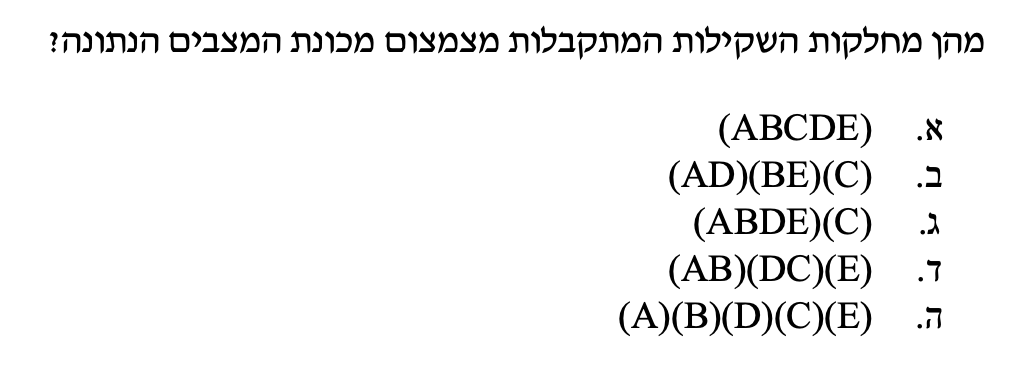 מהן מחלקות השקילות המתקבלות מצמצום מכונת המצבים הנתונה?
א. (ABCDE)
ב. (AD)(BE)(C)
ג. (ABDE)(C)
ד. (AB)(DC)(E)
ה. (A)(B)(D)(C)(E)